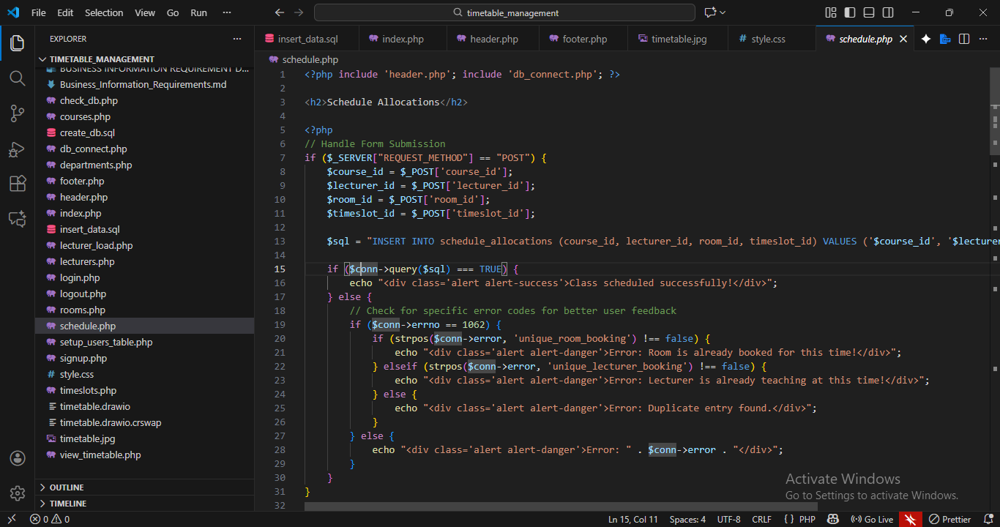 File Edit Selection View Go Run ···
timetable_management
EXPLORER ···
TIMETABLE_MANAGEMENT
BUSINESS INFORMATION REQUIREMENT D...
Business_Information_Requirements.md
check_db.php
courses.php
create_db.sql
db_connect.php
departments.php
footer.php
header.php
index.php
insert_data.sql
lecturer_load.php
lecturers.php
login.php
logout.php
rooms.php
schedule.php
setup_users_table.php
signup.php
# style.css
timeslots.php
timetable.drawio
timetable.drawio.crswap
timetable.jpg
view_timetable.php
OUTLINE
TIMELINE
insert_data.sql index.php header.php footer.php timetable.jpg # style.css schedule.php ···
schedule.php
1 <?php include 'header.php'; include 'db_connect.php'; ?>
2
3 <h2>Schedule Allocations</h2>
4
5 <?php
6 // Handle Form Submission
7 if ($_SERVER["REQUEST_METHOD"] == "POST") {
8 $course_id = $_POST['course_id'];
9 $lecturer_id = $_POST['lecturer_id'];
10 $room_id = $_POST['room_id'];
11 $timeslot_id = $_POST['timeslot_id'];
12
13 $sql = "INSERT INTO schedule_allocations (course_id, lecturer_id, room_id, timeslot_id) VALUES ('$course_id', '$lecturer
14
15 if ($conn->query($sql) === TRUE) {
16 echo "<div class='alert alert-success'>Class scheduled successfully!</div>";
17 } else {
18 // Check for specific error codes for better user feedback
19 if ($conn->errno == 1062) {
20 if (strpos($conn->error, 'unique_room_booking') !== false) {
21 echo "<div class='alert alert-danger'>Error: Room is already booked for this time!</div>";
22 } elseif (strpos($conn->error, 'unique_lecturer_booking') !== false) {
23 echo "<div class='alert alert-danger'>Error: Lecturer is already teaching at this time!</div>";
24 } else {
25 echo "<div class='alert alert-danger'>Error: Duplicate entry found.</div>";
26 }
27 } else {
28 echo "<div class='alert alert-danger'>Error: " . $conn->error . "</div>";
29 }
30 }
31 }
32
Activate Windows
Go to Settings to activate Windows.
0 0 Ln 15, Col 11 Spaces: 4 UTF-8 CRLF { } PHP Go Live Prettier